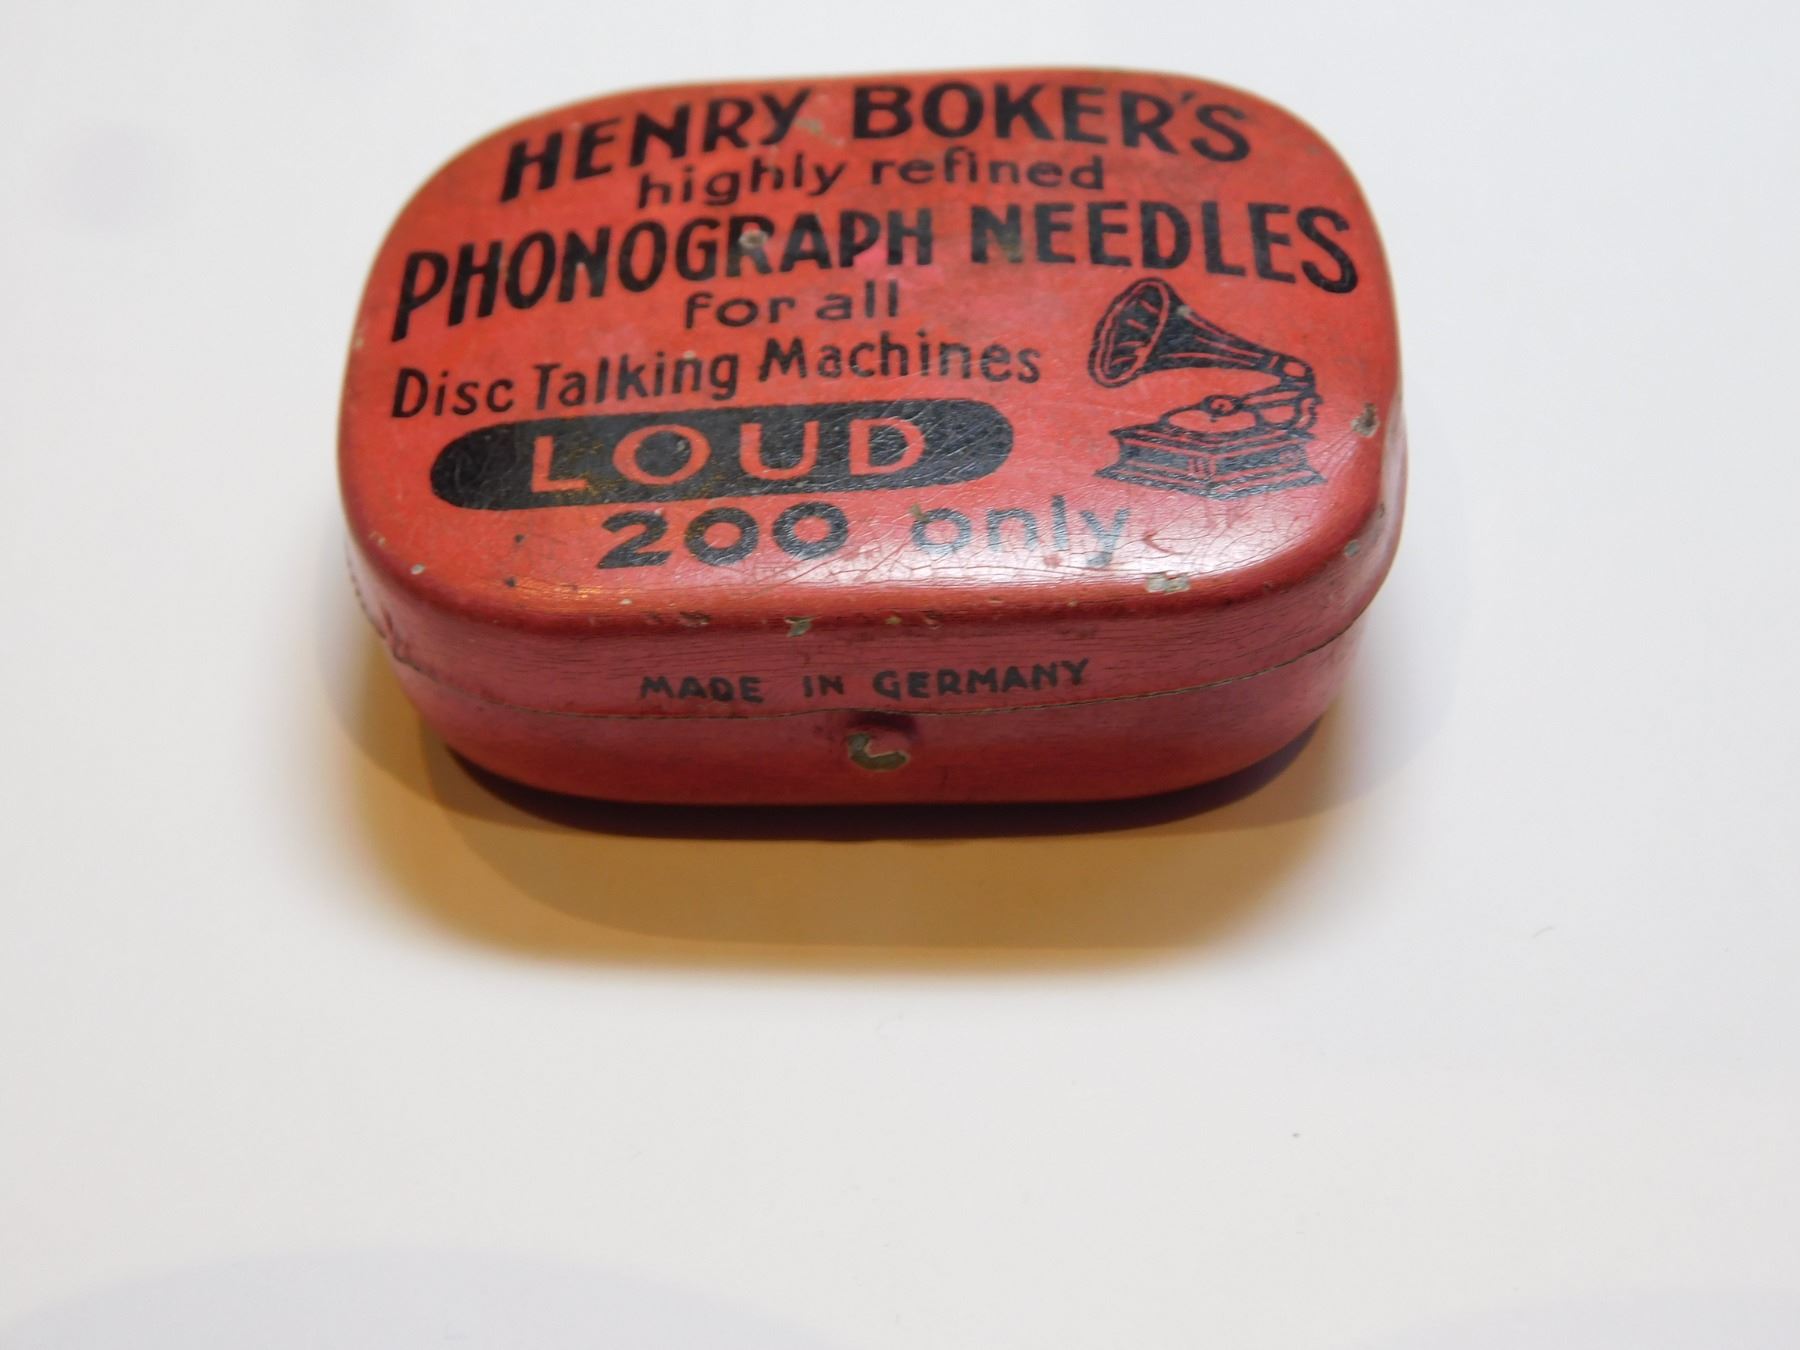 HENRY BOKER'S
highly refined
PHONOGRAPH NEEDLES
for all
Disc Talking Machines
LOUD
200 only
MADE IN GERMANY